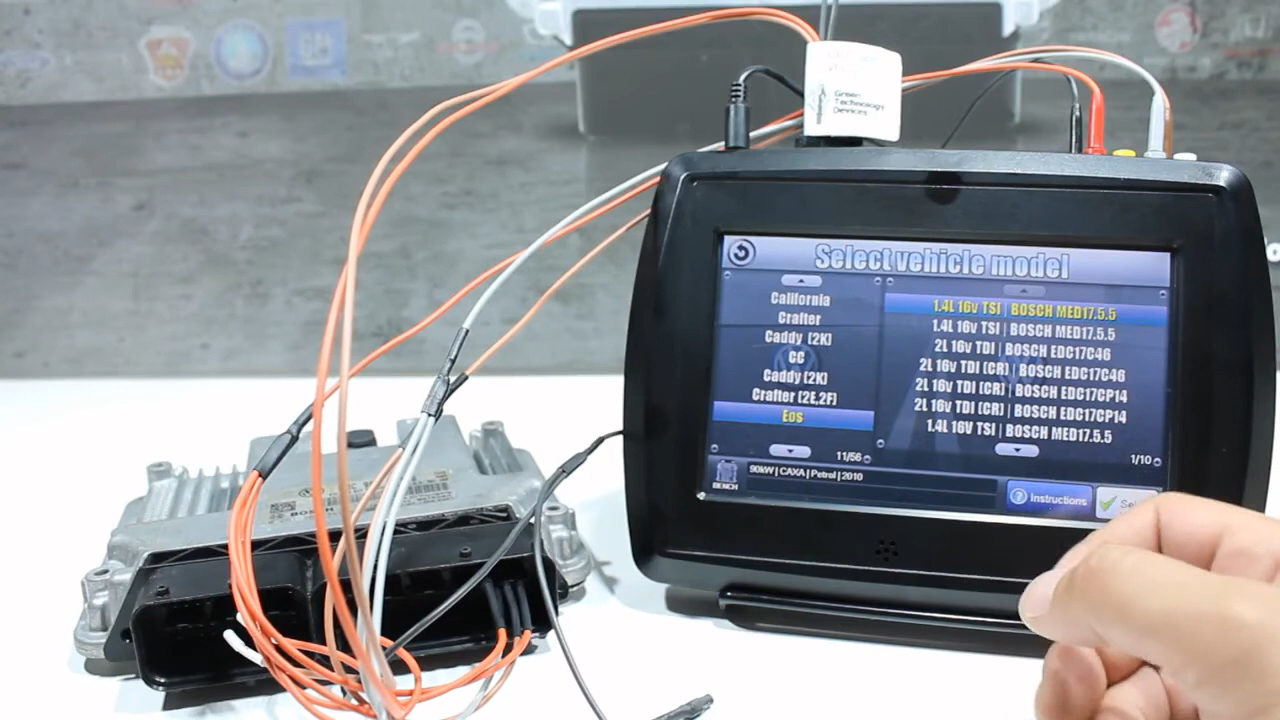 GM
Green
Technology
Devices
Select vehicle model
California
Crafter
Caddy (2K)
CC
Caddy (2K)
Crafter (2E,2F)
Eos
11/56
1.4L 16v TSI | BOSCH MED17.5.5
1.4L 16v TSI | BOSCH MED17.5.5
2L 16v TDI | BOSCH EDC17C46
2L 16v TDI (CR) | BOSCH EDC17C46
2L 16v TDI (CR) | BOSCH EDC17CP14
2L 16v TDI (CR) | BOSCH EDC17CP14
1.4L 16v TSI | BOSCH MED17.5.5
1/10
BENCH
90kW | CAXA | Petrol | 2010
Instructions
BOSCH